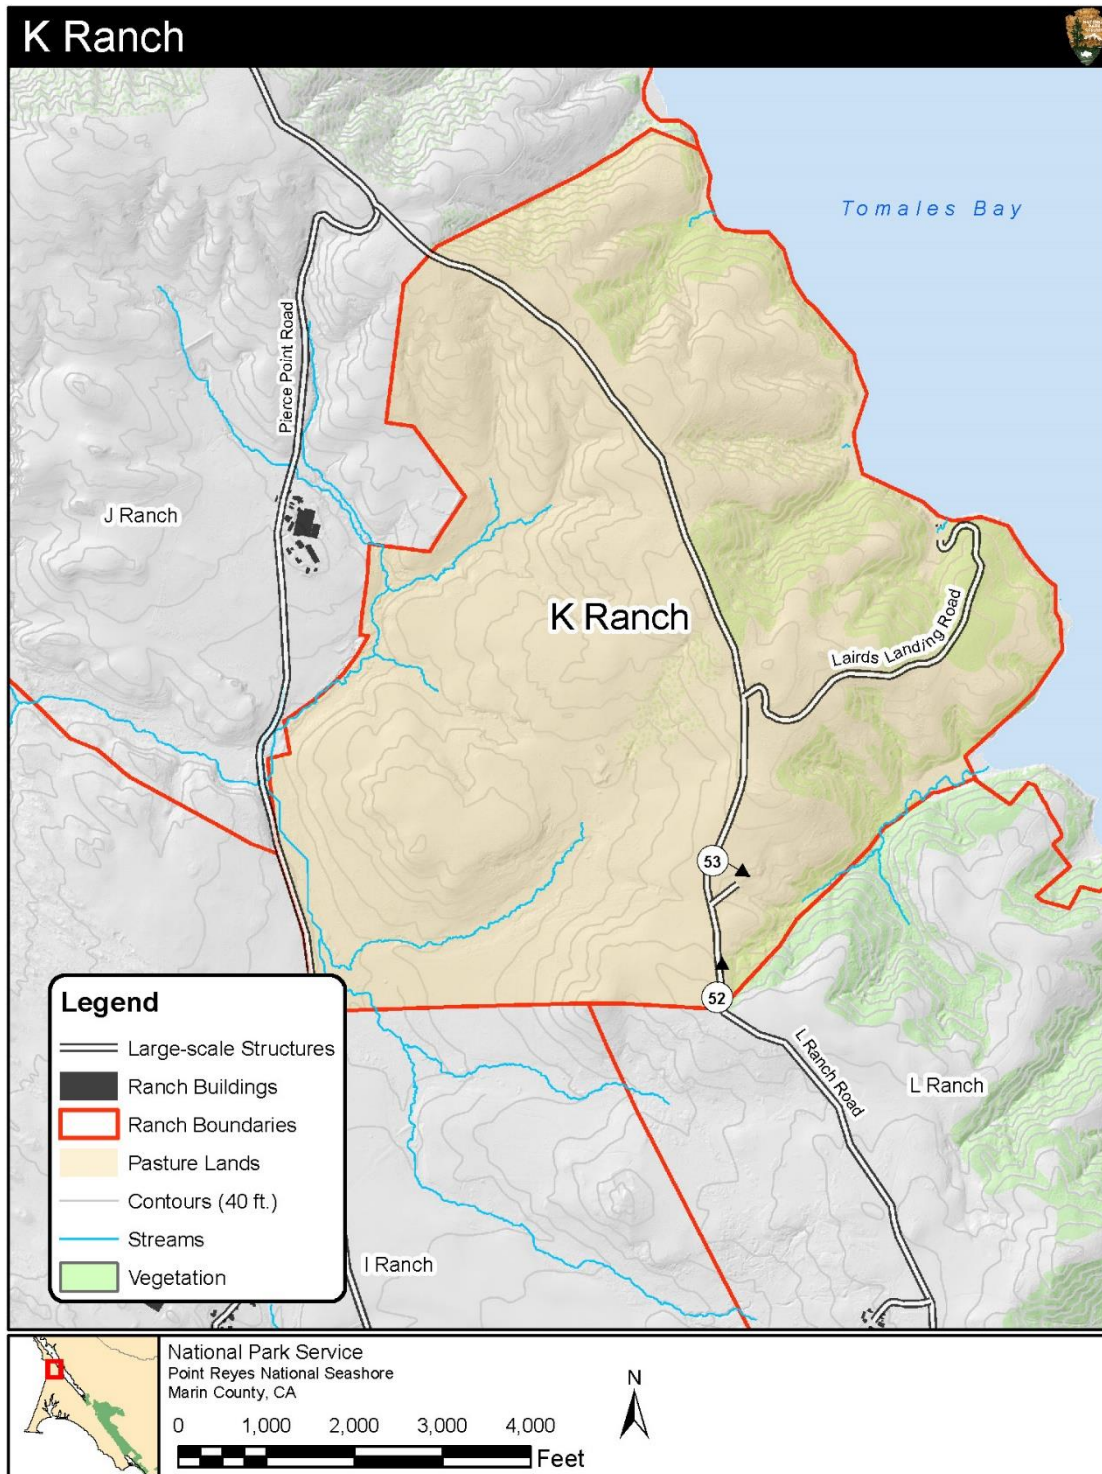 K Ranch
Tomales Bay
Pierce Point Road
J Ranch
K Ranch
Lairds Landing Road
53
52
L Ranch Road
L Ranch
I Ranch
Legend
Large-scale Structures
Ranch Buildings
Ranch Boundaries
Pasture Lands
Contours (40 ft.)
Streams
Vegetation
National Park Service
Point Reyes National Seashore
Marin County, CA
0 1,000 2,000 3,000 4,000
Feet
N